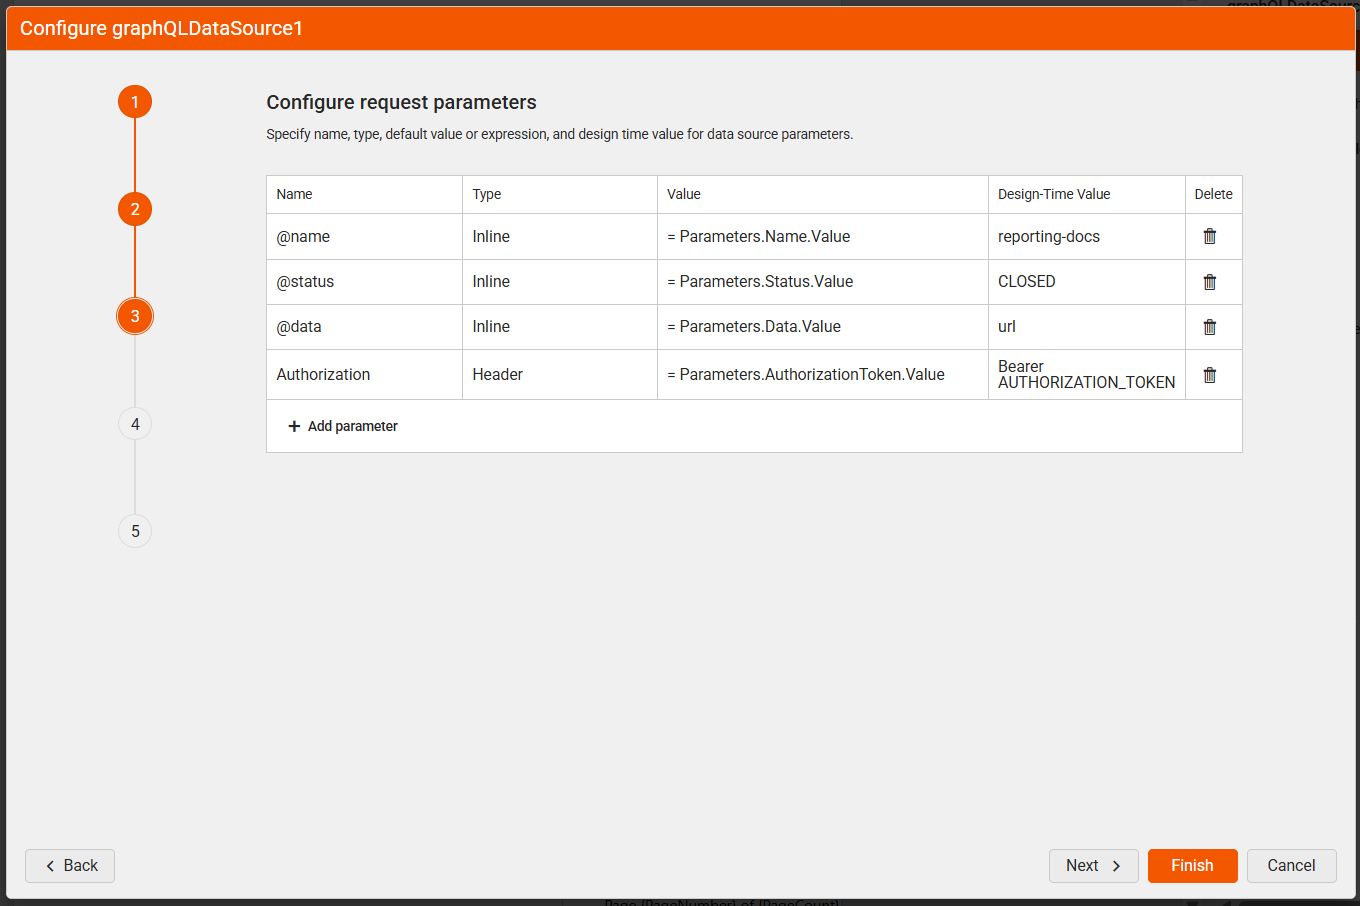 Configure graphQLDataSource1
1
2
3
4
5
Configure request parameters
Specify name, type, default value or expression, and design time value for data source parameters.
Name Type Value Design-Time Value Delete
@name Inline = Parameters.Name.Value reporting-docs
@status Inline = Parameters.Status.Value CLOSED
@data Inline = Parameters.Data.Value url
Authorization Header = Parameters.AuthorizationToken.Value Bearer
AUTHORIZATION_TOKEN
+ Add parameter
Back Next Finish Cancel